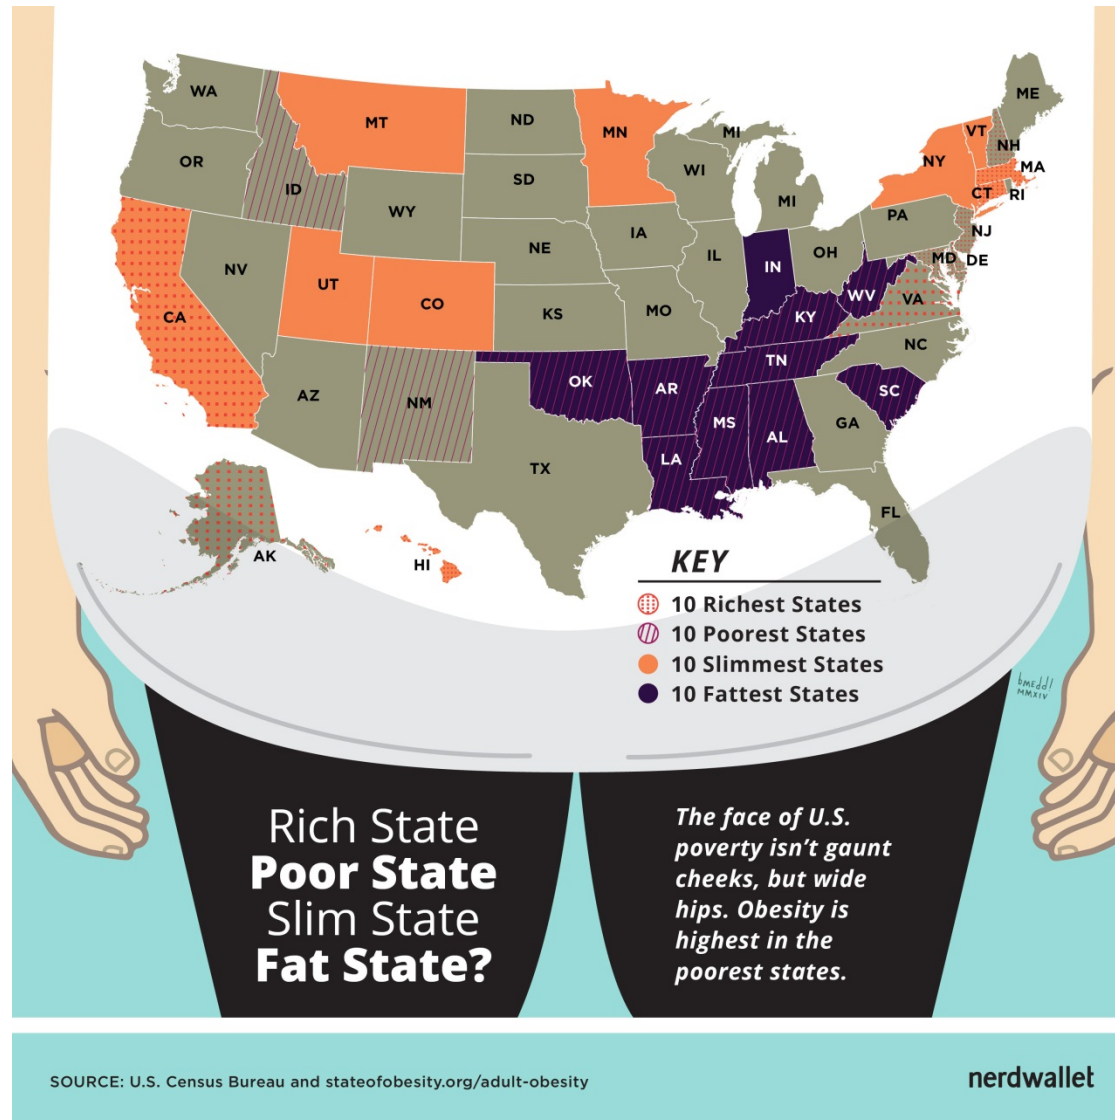 WA
MT
ND
MN
MI
ME
VT
NH
OR
ID
SD
WI
NY
MA
WY
MI
CT
RI
PA
NJ
IA
NE
NV
UT
CO
IL
IN
OH
MD
DE
CA
KS
MO
WV
VA
KY
NC
TN
AZ
NM
OK
AR
SC
MS
AL
GA
LA
TX
FL
AK
HI
KEY
10 Richest States
10 Poorest States
10 Slimmest States
10 Fattest States
bmedd!
MMXIV
Rich State
Poor State
Slim State
Fat State?
The face of U.S.
poverty isn’t gaunt
cheeks, but wide
hips. Obesity is
highest in the
poorest states.
SOURCE: U.S. Census Bureau and stateofobesity.org/adult-obesity
nerdwallet